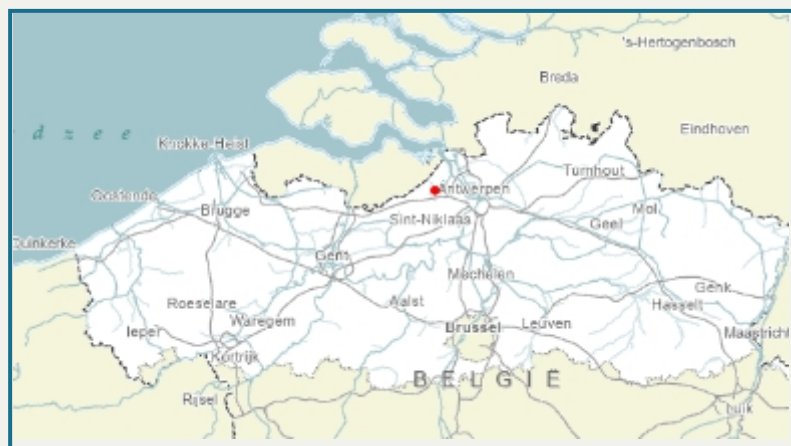 's-Hertogenbosch
Breda
d z e e
Eindhoven
Knokke-Heist
Turnhout
Antwerpen
Oostende
Mol
Brugge
Sint-Niklaas
Geel
Duinkerke
Gent
Mechelen
Genk
Roeselare
Aalst
Hasselt
Ieper
Waregem
Brussel
Leuven
Maastricht
Kortrijk
BELGIË
Rijsel
Luik